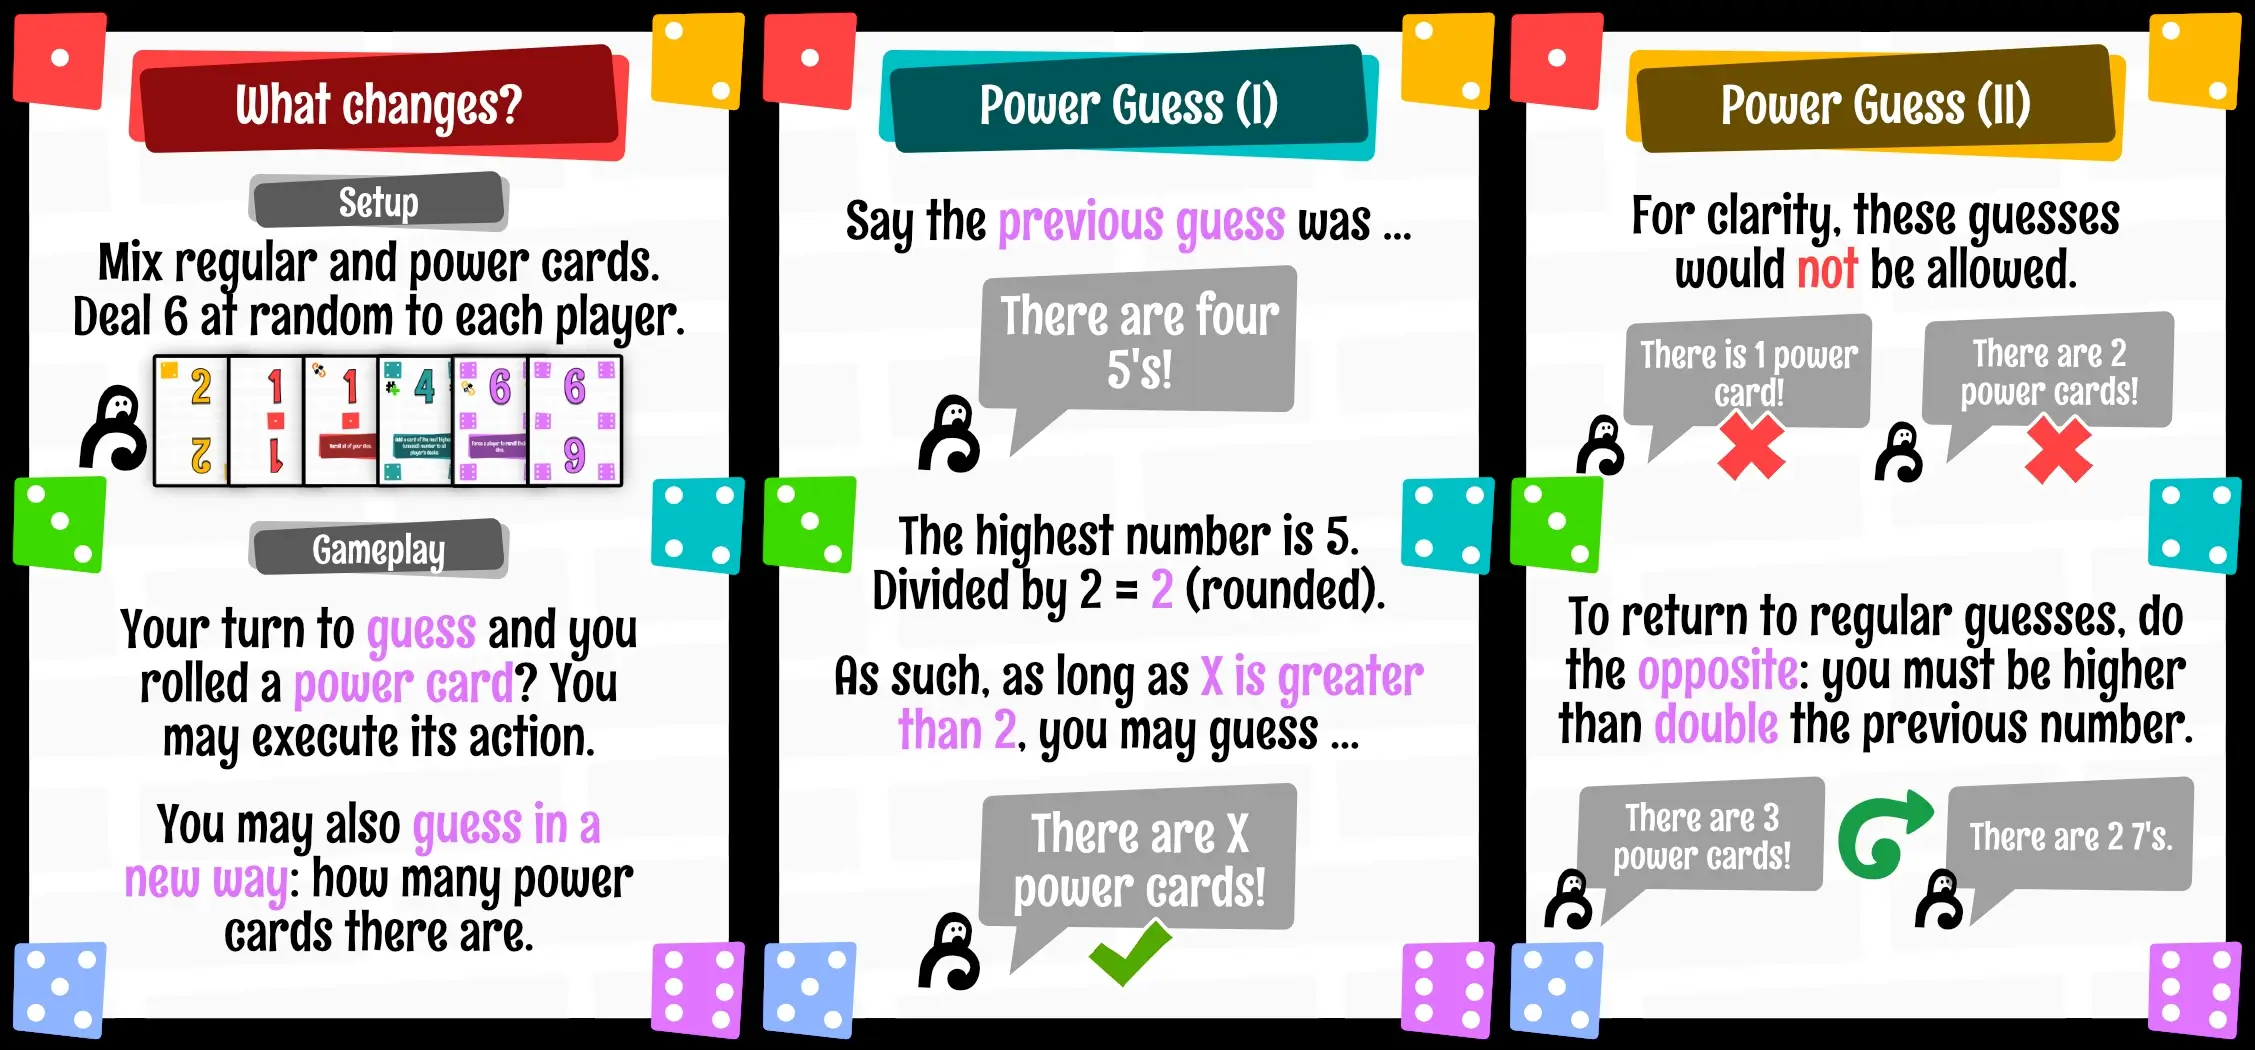 What changes?
Setup
Mix regular and power cards.
Deal 6 at random to each player.
2
1
1
4
6
6
2
1
6
Gameplay
Your turn to guess and you
rolled a power card? You
may execute its action.
You may also guess in a
new way: how many power
cards there are.
Power Guess (I)
Say the previous guess was ...
There are four
5's!
The highest number is 5.
Divided by 2 = 2 (rounded).
As such, as long as X is greater
than 2, you may guess ...
There are X
power cards!
Power Guess (II)
For clarity, these guesses
would not be allowed.
There is 1 power
card!
There are 2
power cards!
To return to regular guesses, do
the opposite: you must be higher
than double the previous number.
There are 3
power cards!
There are 2 7's.